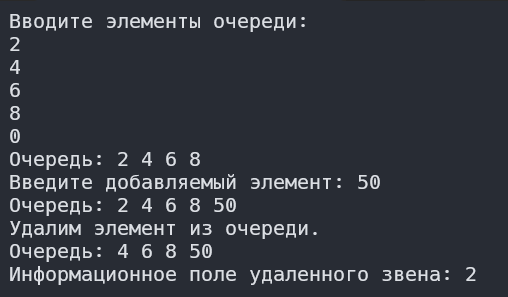 Вводите элементы очереди:
2
4
6
8
0
Очередь: 2 4 6 8
Введите добавляемый элемент: 50
Очередь: 2 4 6 8 50
Удалим элемент из очереди.
Очередь: 4 6 8 50
Информационное поле удаленного звена: 2